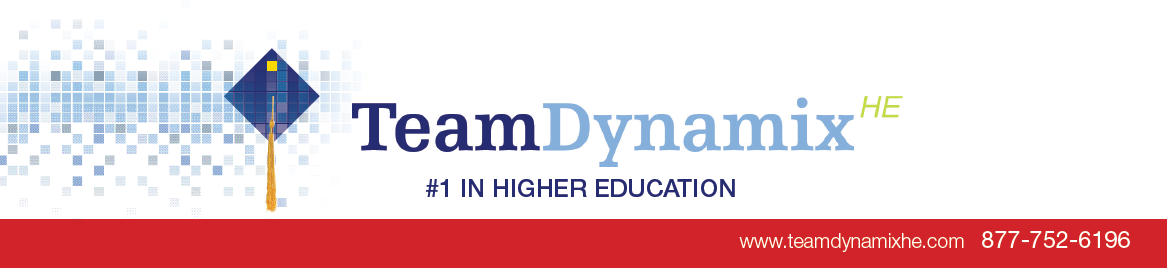 TeamDynamix HE
#1 IN HIGHER EDUCATION
www.teamdynamixhe.com 877-752-6196